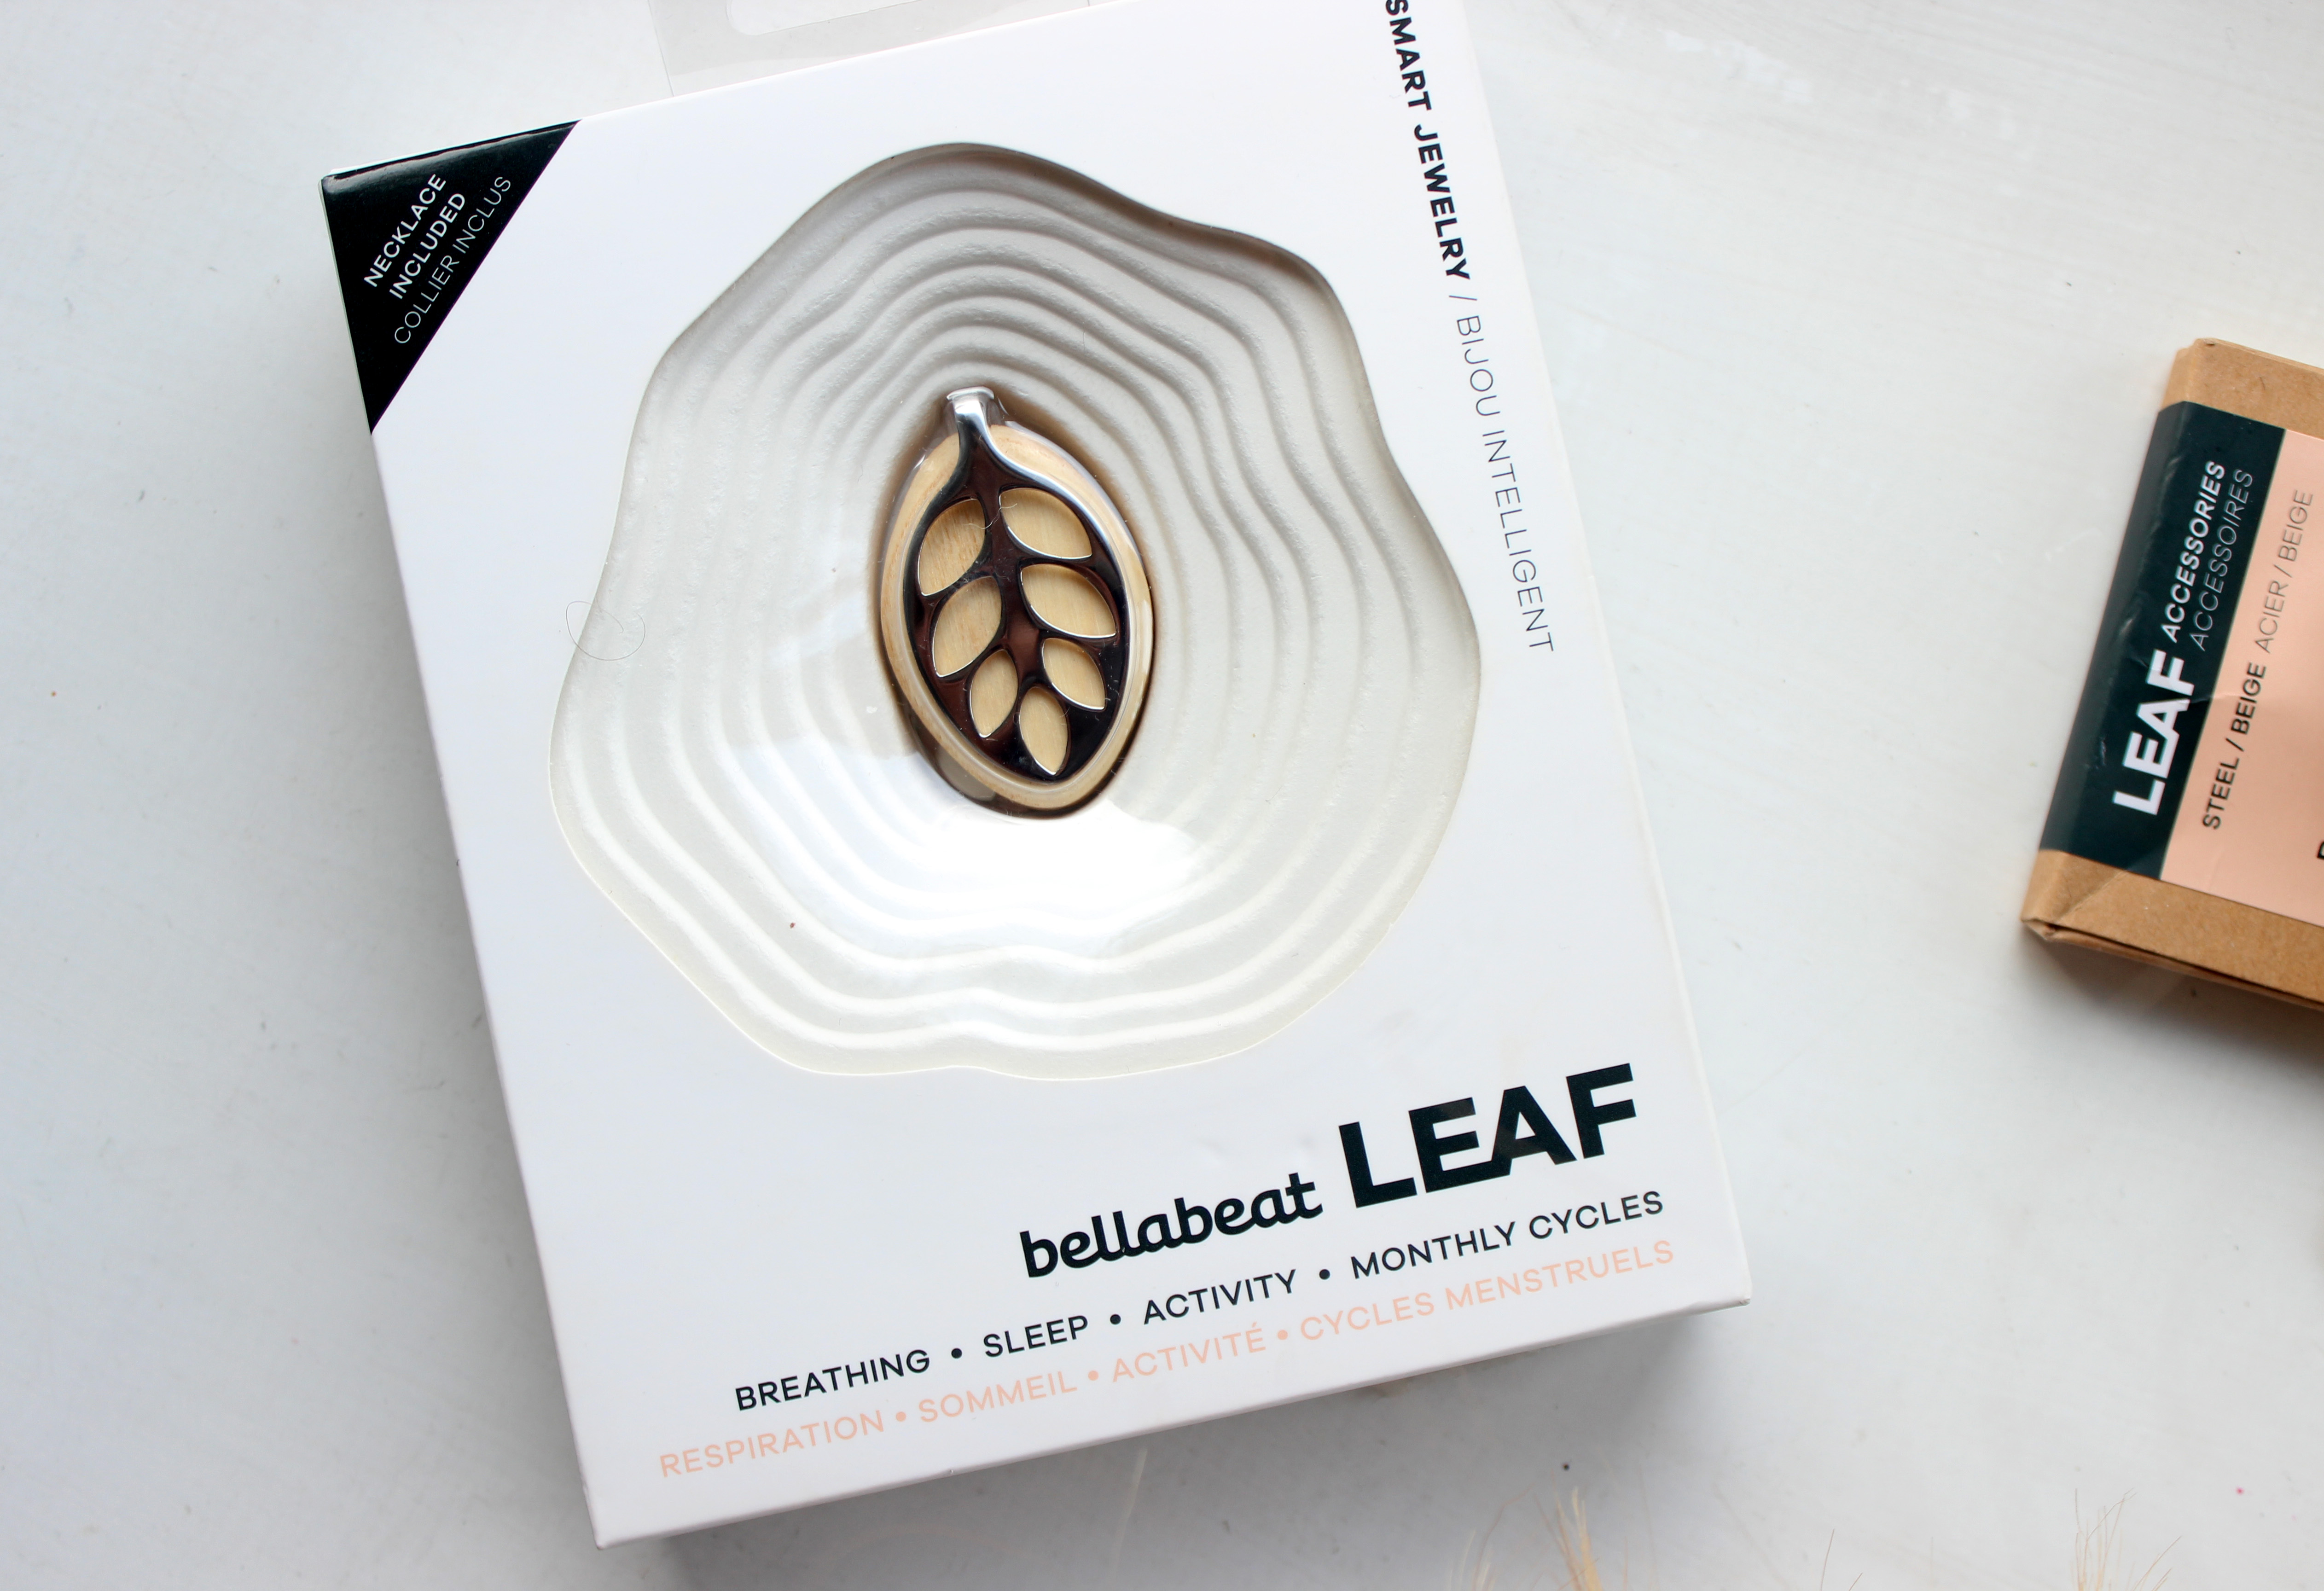 NECKLACE
INCLUDED
COLLIER INCLUS
SMART JEWELRY / BIJOU INTELLIGENT
bellabeat LEAF
BREATHING • SLEEP • ACTIVITY • MONTHLY CYCLES
RESPIRATION • SOMMEIL • ACTIVITÉ • CYCLES MENSTRUELS
LEAF ACCESSORIES
ACCESSOIRES
STEEL / BEIGE ACIER / BEIGE